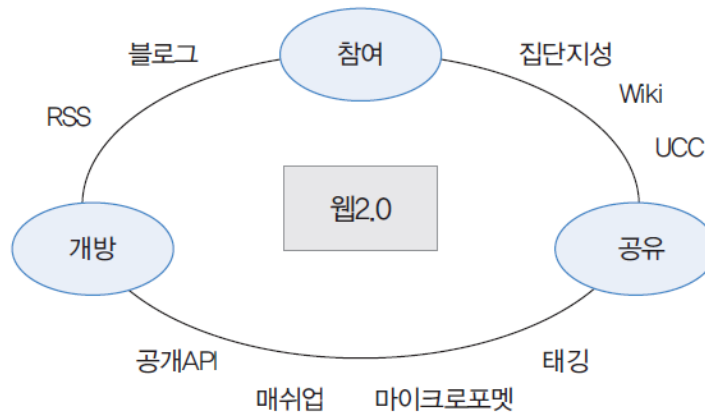 블로그
참여
집단지성
Wiki
RSS
UCC
웹2.0
개방
공유
공개API
태깅
매쉬업
마이크로포멧